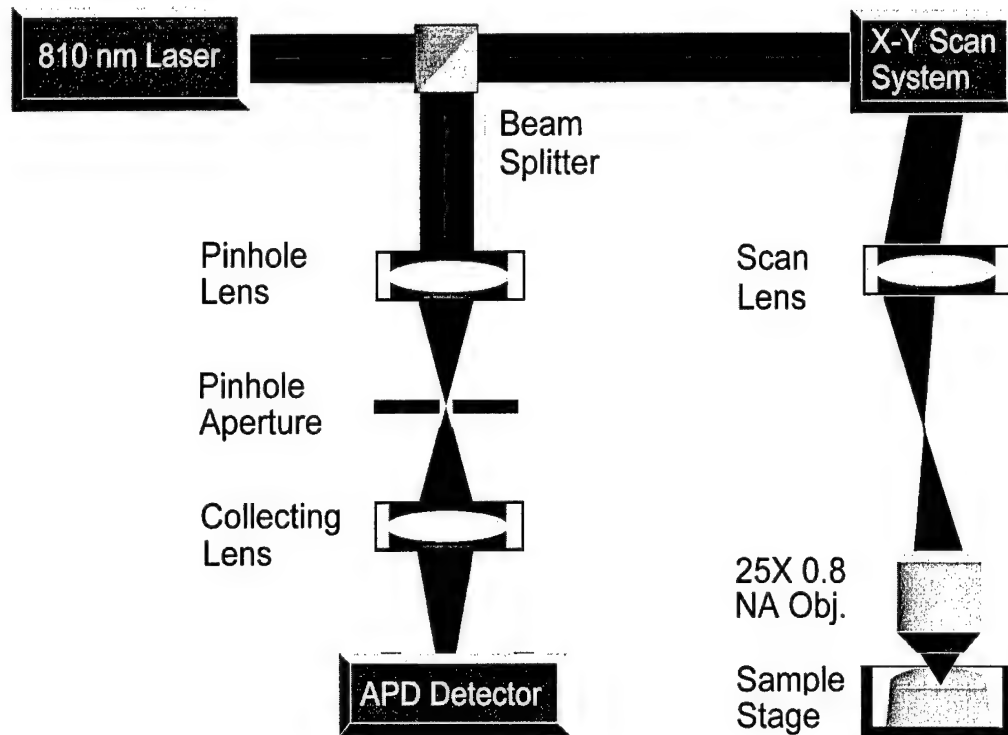 810 nm Laser
X-Y Scan
System
Beam
Splitter
Pinhole
Lens
Scan
Lens
Pinhole
Aperture
Collecting
Lens
25X 0.8
NA Obj.
APD Detector
Sample
Stage